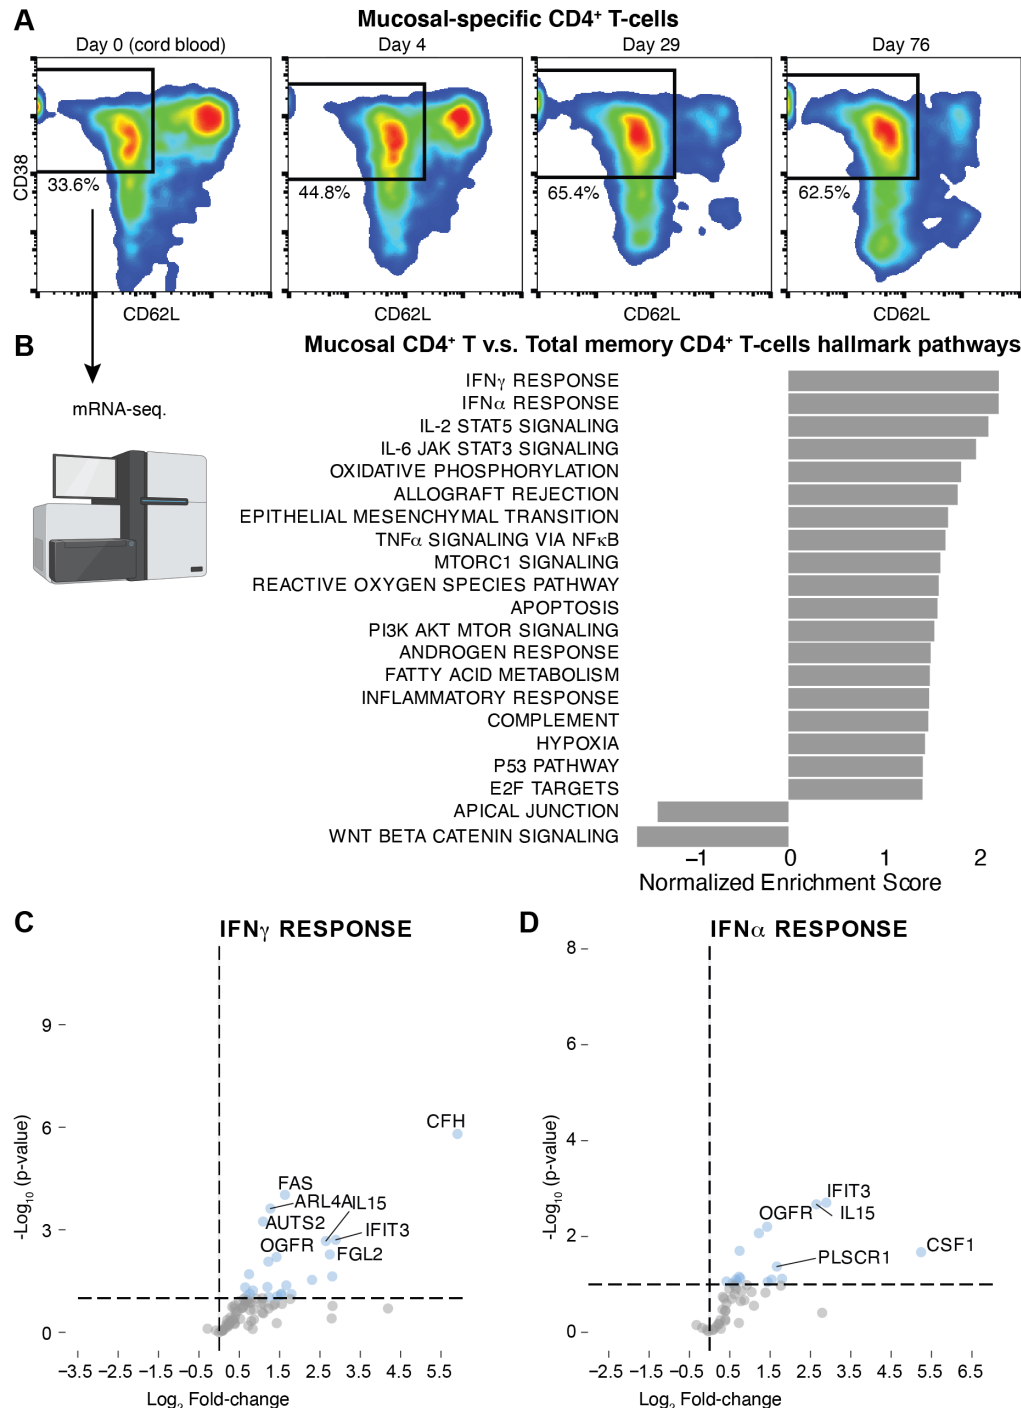 A
Mucosal-specific CD4⁺ T-cells
Day 0 (cord blood)
Day 4
Day 29
Day 76
CD38
33.6%
44.8%
65.4%
62.5%
CD62L
CD62L
CD62L
CD62L
B
Mucosal CD4⁺ T v.s. Total memory CD4⁺ T-cells hallmark pathways
mRNA-seq.
IFNγ RESPONSE
IFNα RESPONSE
IL-2 STAT5 SIGNALING
IL-6 JAK STAT3 SIGNALING
OXIDATIVE PHOSPHORYLATION
ALLOGRAFT REJECTION
EPITHELIAL MESENCHYMAL TRANSITION
TNFα SIGNALING VIA NFκB
MTORC1 SIGNALING
REACTIVE OXYGEN SPECIES PATHWAY
APOPTOSIS
PI3K AKT MTOR SIGNALING
ANDROGEN RESPONSE
FATTY ACID METABOLISM
INFLAMMATORY RESPONSE
COMPLEMENT
HYPOXIA
P53 PATHWAY
E2F TARGETS
APICAL JUNCTION
WNT BETA CATENIN SIGNALING
−1 0 1 2
Normalized Enrichment Score
C
IFNγ RESPONSE
-Log₁₀ (p-value)
9
6
3
0
CFH
FAS
ARL4A
IL15
AUTS2
IFIT3
OGFR
FGL2
−3.5 −2.5 −1.5 −0.5 0.5 1.5 2.5 3.5 4.5 5.5
Log₂ Fold-change
D
IFNα RESPONSE
-Log₁₀ (p-value)
8
6
4
2
0
IFIT3
OGFR
IL15
CSF1
PLSCR1
−2.5 −1.5 −0.5 0.5 1.5 2.5 3.5 4.5 5.5 6.5
Log₂ Fold-change